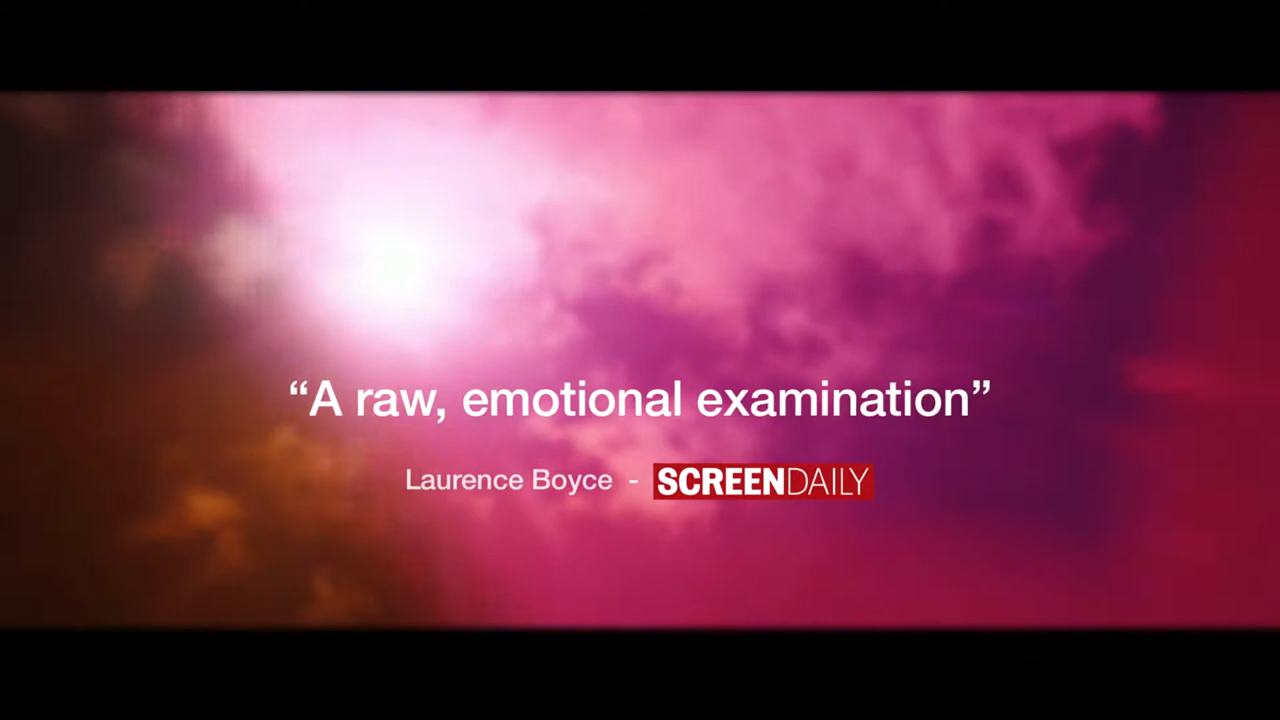 “A raw, emotional examination”
Laurence Boyce - SCREENDAILY